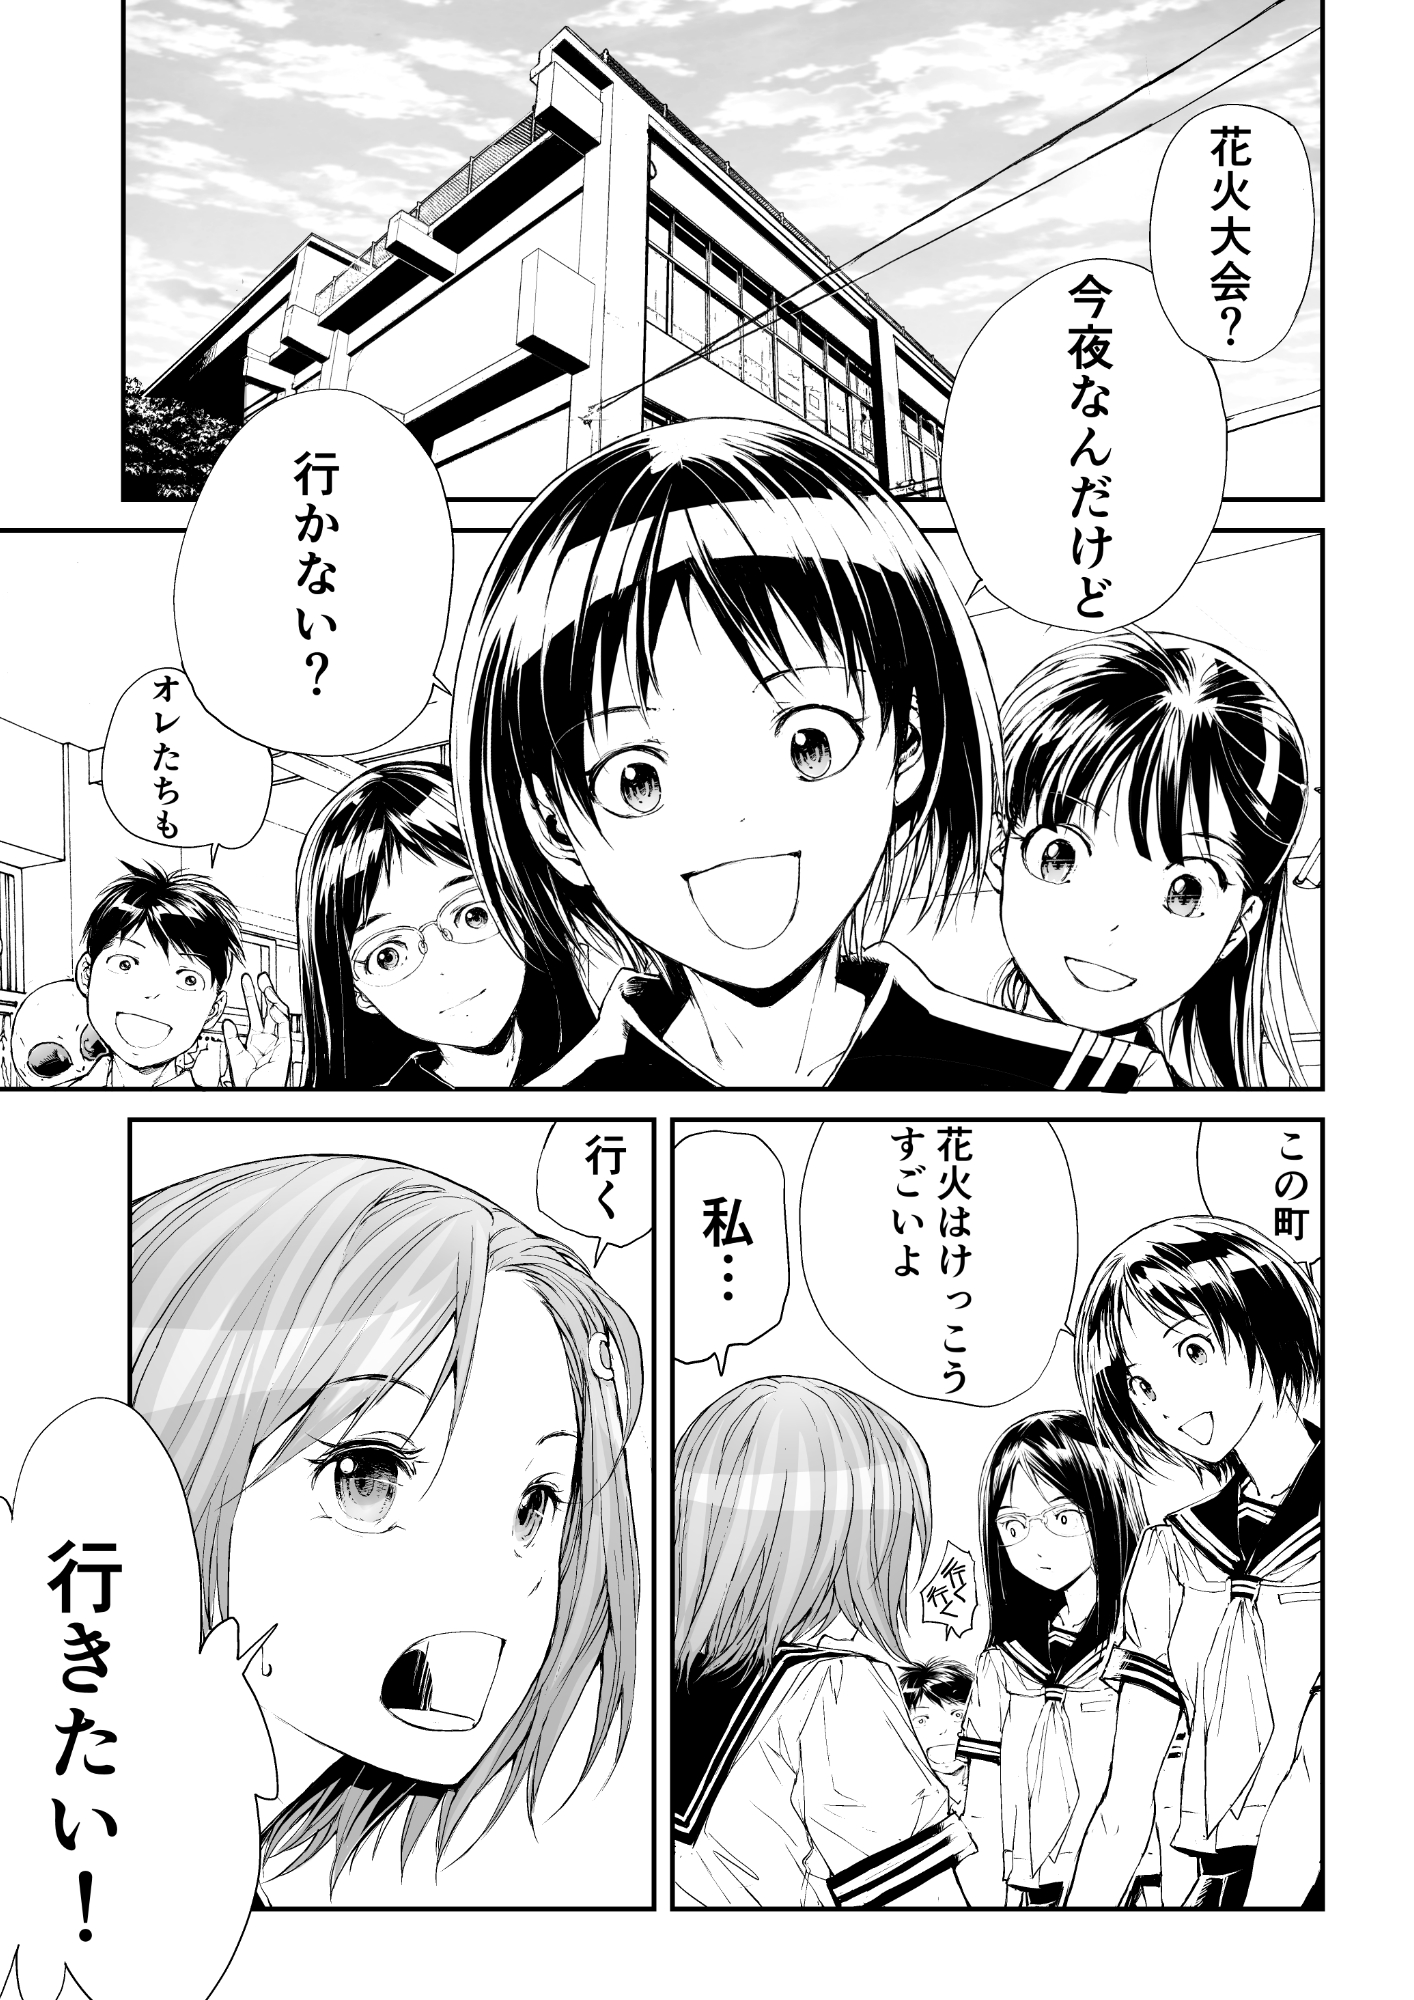 花火大会？
今夜なんだけど
行かない？
オレたちも
この町
花火はけっこう
すごいよ
私…
行く
行く
行く
行きたい！